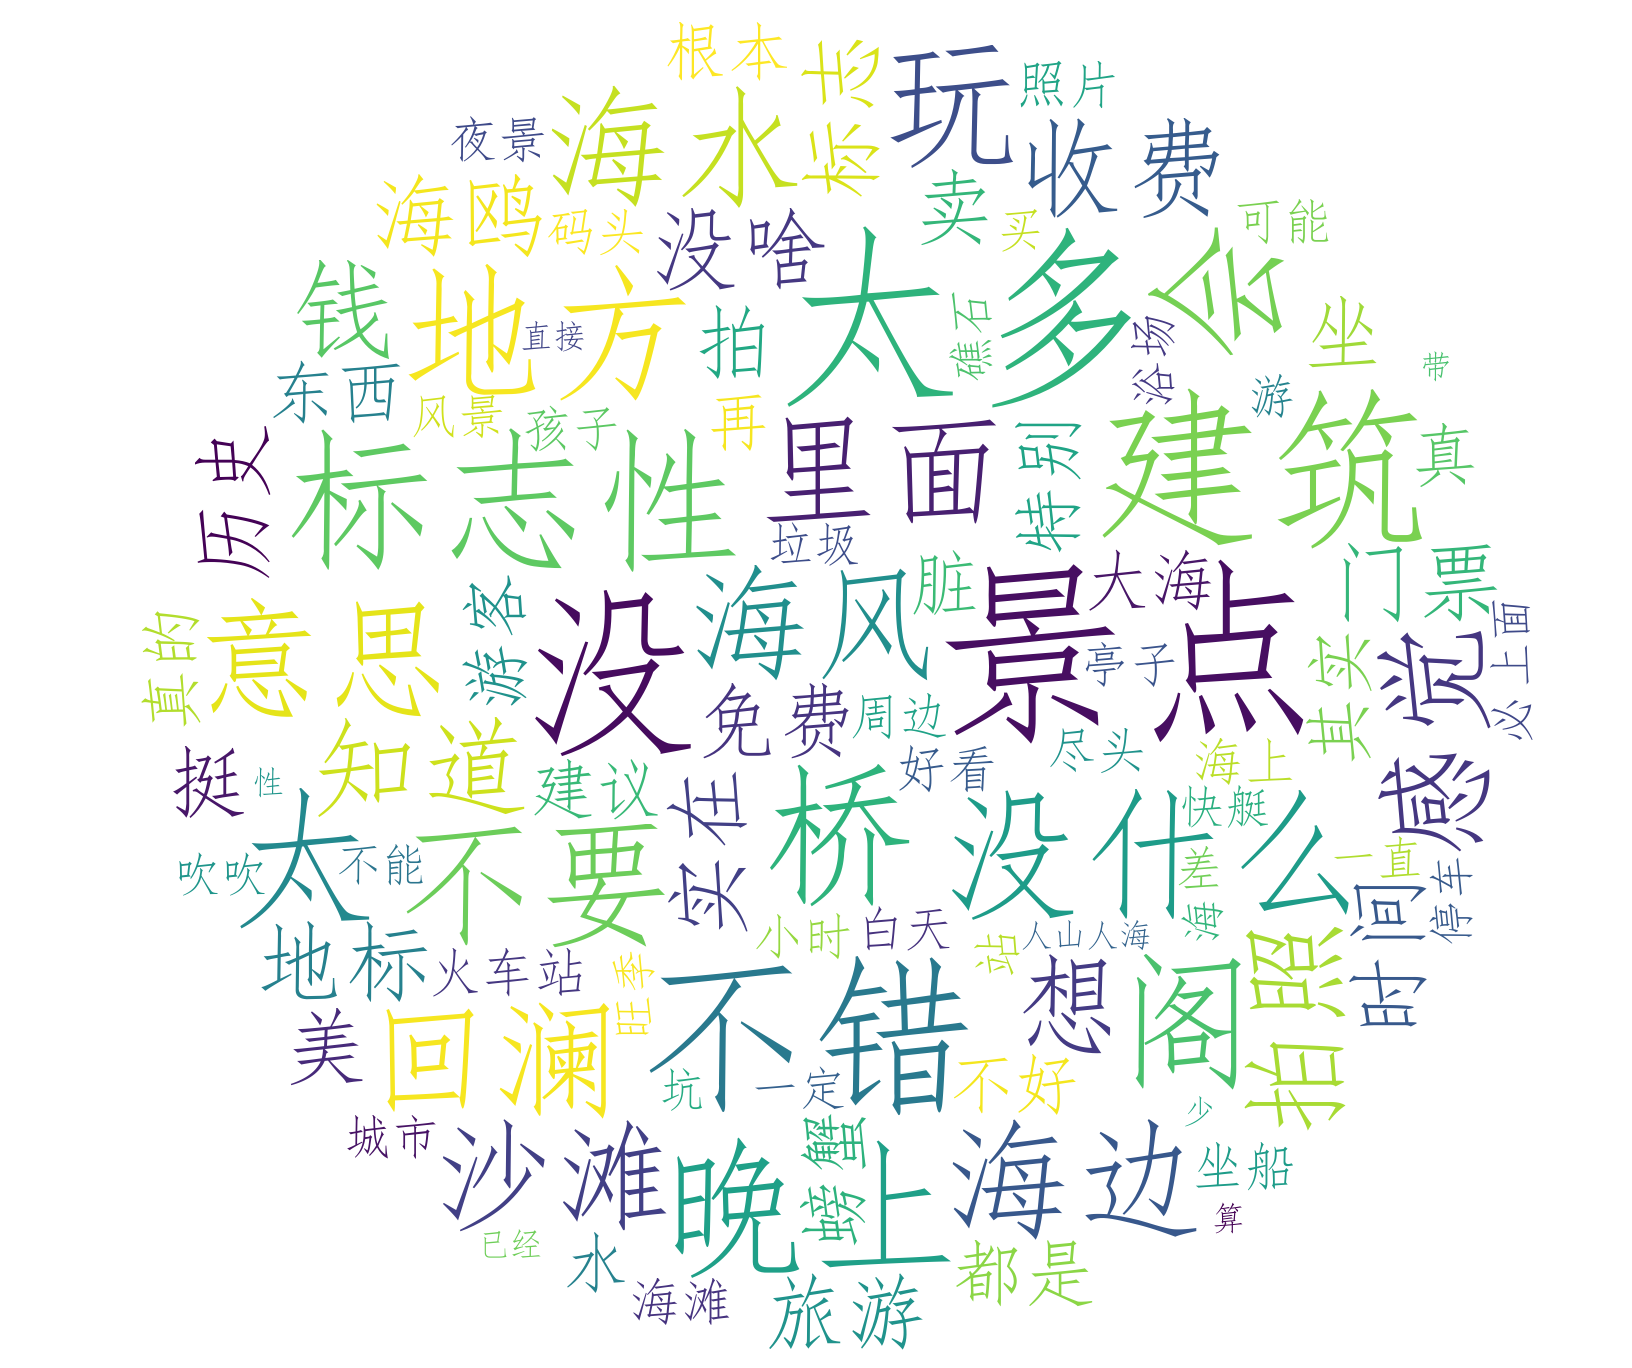 根本
标志
玩
照片
夜景
海水
收费
海鸥
码头
没啥
卖
买
可能
会
钱
地方
直接
拍
太多
礁石
浴场
坐
带
东西
风景
孩子
再
游
历史
标志性
里面
特别
建筑
真
垃圾
真的
意思
游客
没
海风
脏
景点
大海
门票
亭子
其实
感觉
必
上面
免费
周边
知道
挺
性
建议
实在
好看
尽头
海上
快艇
太
不要
桥
没什么
差
一直
吹吹
不能
海
时间
停车
地标
火车站
小时
白天
站
人山人海
旺季
拍照
美
回澜
不错
想
阁
坑
一定
不好
少
城市
沙滩
晚上
螃蟹
海边
坐船
算
已经
水
都是
海滩
旅游